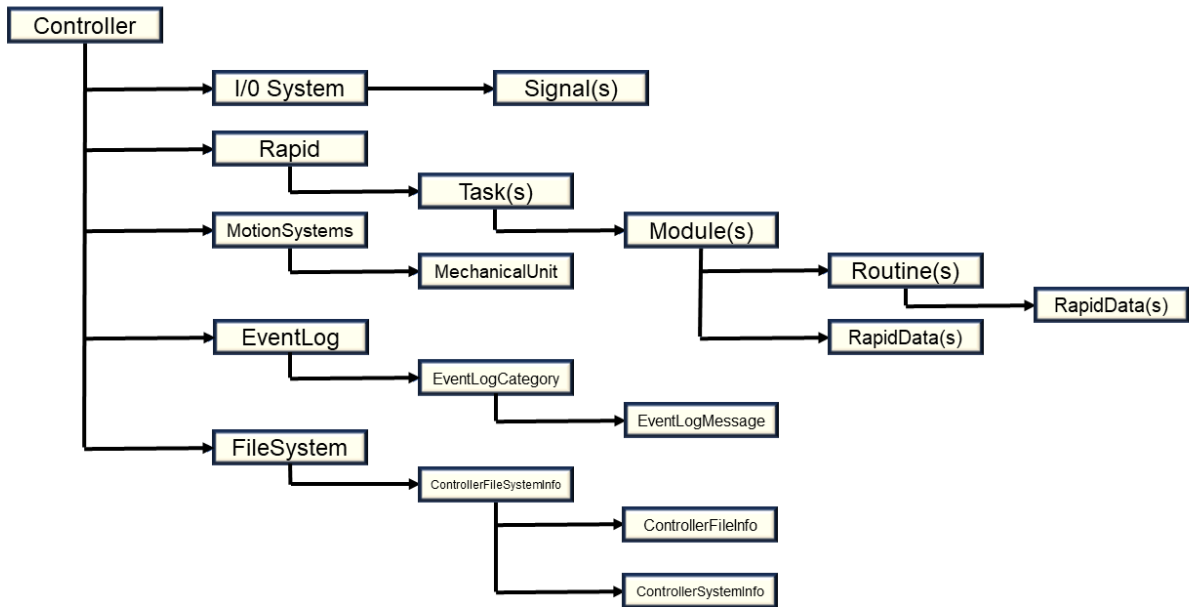 Controller
I/0 System
Signal(s)
Rapid
Task(s)
MotionSystems
Module(s)
MechanicalUnit
Routine(s)
RapidData(s)
EventLog
RapidData(s)
EventLogCategory
EventLogMessage
FileSystem
ControllerFileSystemInfo
ControllerFileInfo
ControllerSystemInfo